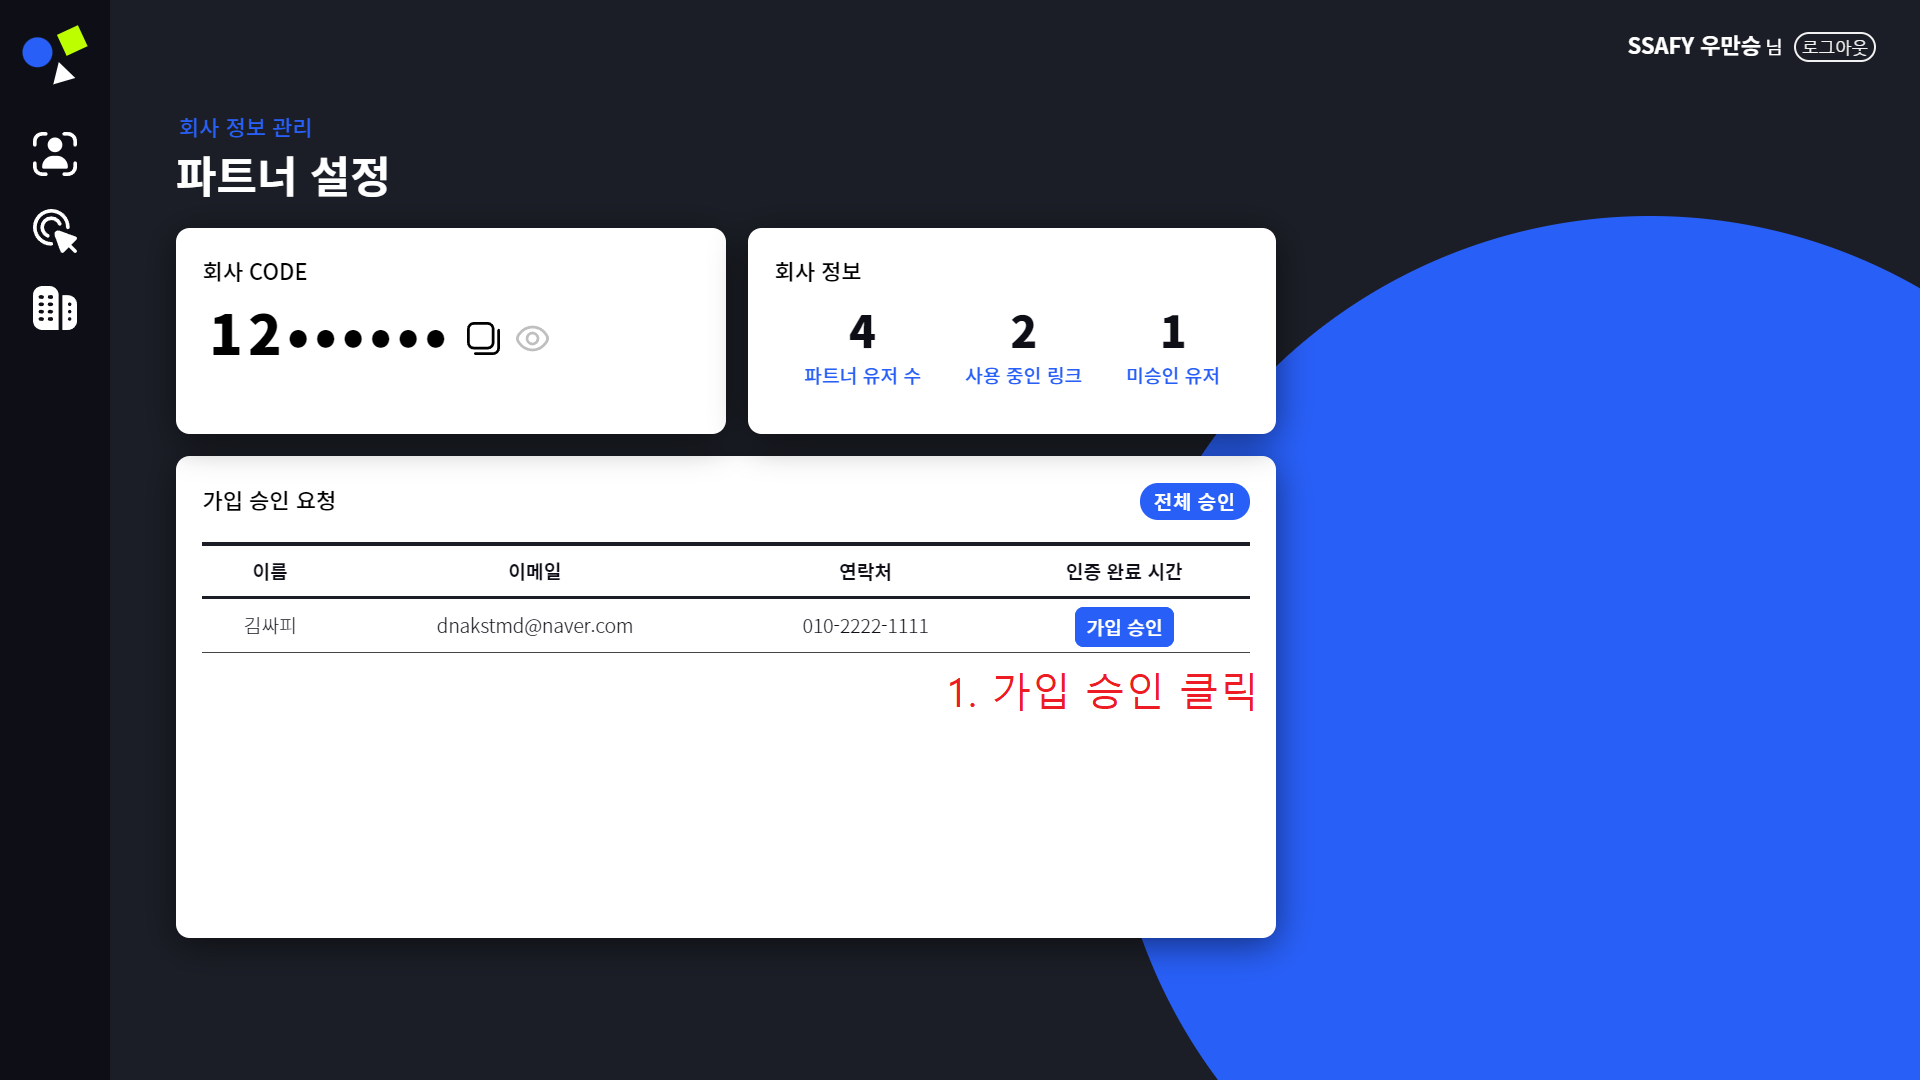 SSAFY 우만승 님 로그아웃
회사 정보 관리
파트너 설정
회사 CODE
12••••••
회사 정보
4 2 1
파트너 유저 수 사용 중인 링크 미승인 유저
가입 승인 요청 전체 승인
이름 이메일 연락처 인증 완료 시간
김싸피 dnakstmd@naver.com 010-2222-1111 가입 승인
1. 가입 승인 클릭